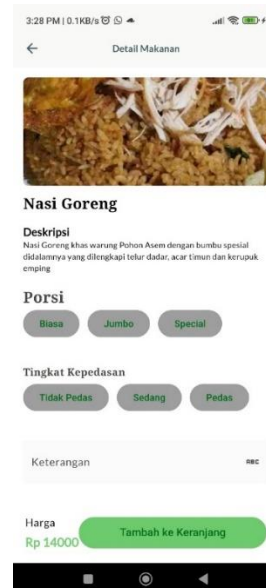 3:28 PM | 0.1KB/s
Detail Makanan
Nasi Goreng
Deskripsi
Nasi Goreng khas warung Pohon Asem dengan bumbu spesial
didalamnya yang dilengkapi telur dadar, acar timun dan kerupuk
emping
Porsi
Biasa Jumbo Special
Tingkat Kepedasan
Tidak Pedas Sedang Pedas
Keterangan ABC
Harga
Rp 14000 Tambah ke Keranjang